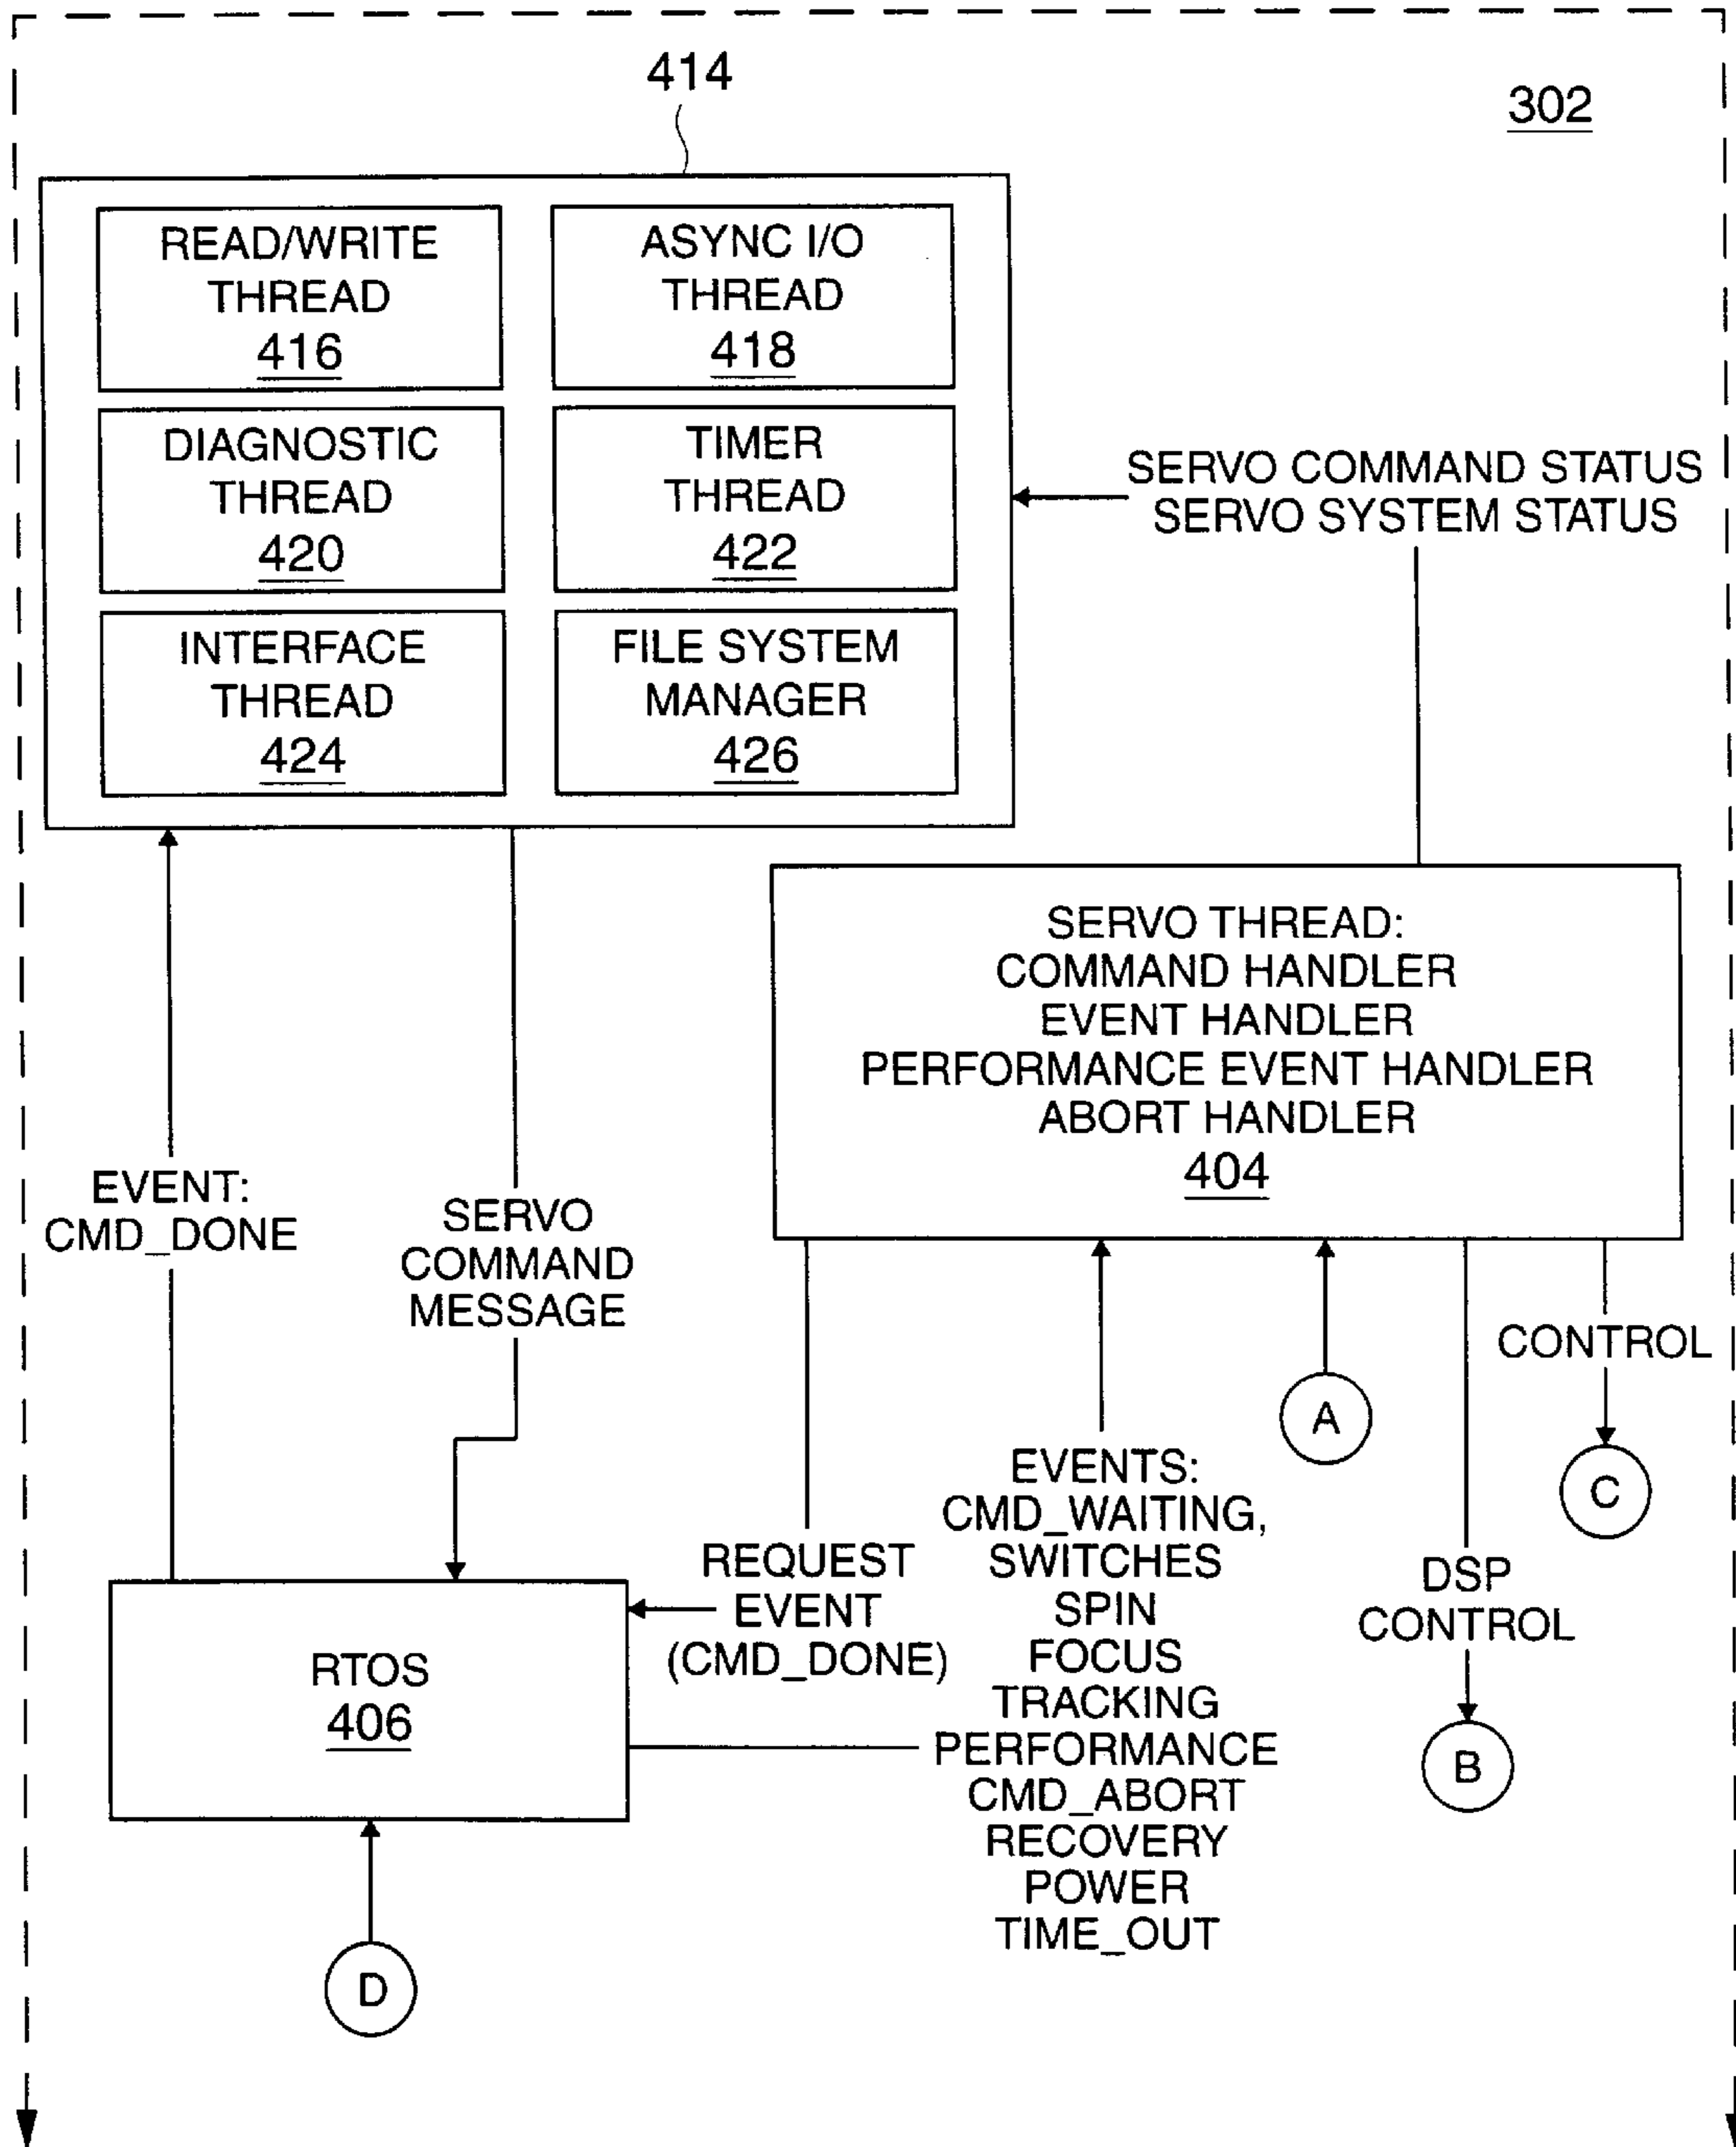 414
302
READ/WRITE
THREAD
416
ASYNC I/O
THREAD
418
DIAGNOSTIC
THREAD
420
TIMER
THREAD
422
INTERFACE
THREAD
424
FILE SYSTEM
MANAGER
426
SERVO COMMAND STATUS
SERVO SYSTEM STATUS
SERVO THREAD:
COMMAND HANDLER
EVENT HANDLER
PERFORMANCE EVENT HANDLER
ABORT HANDLER
404
EVENT:
CMD_DONE
SERVO
COMMAND
MESSAGE
CONTROL
A
C
EVENTS:
CMD_WAITING,
SWITCHES
SPIN
FOCUS
TRACKING
PERFORMANCE
CMD_ABORT
RECOVERY
POWER
TIME_OUT
REQUEST
EVENT
(CMD_DONE)
DSP
CONTROL
B
RTOS
406
D